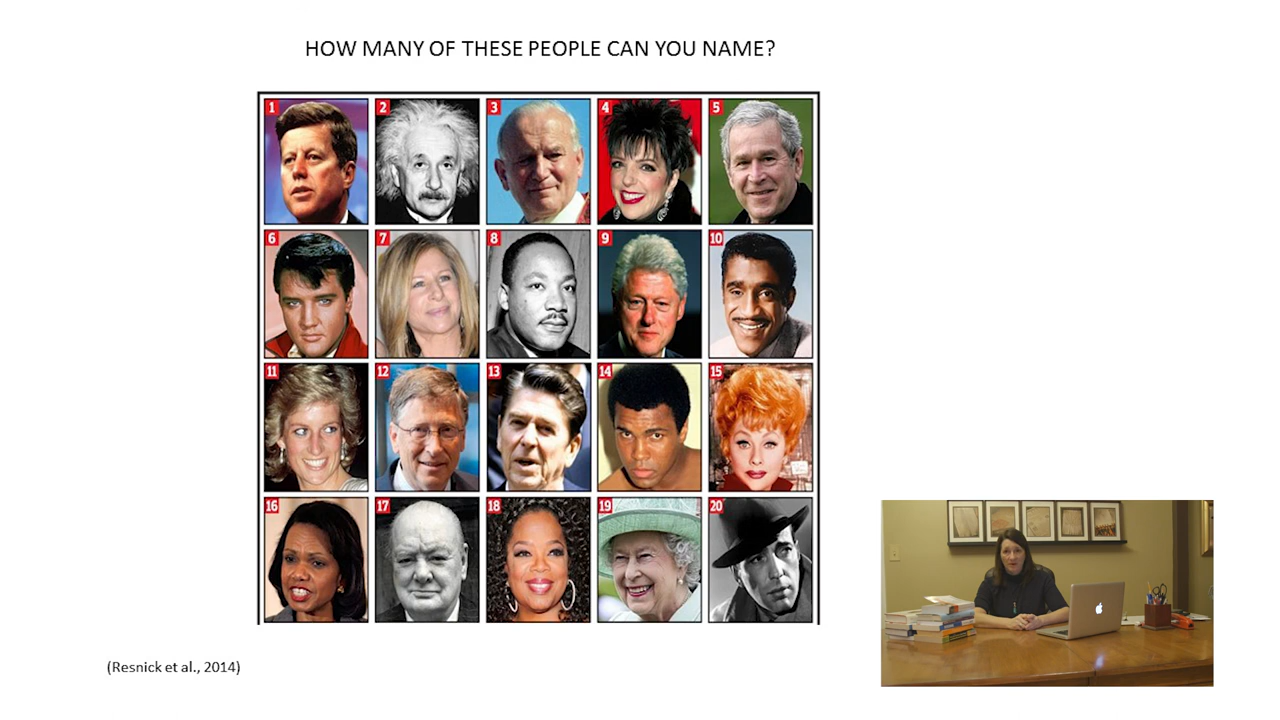 HOW MANY OF THESE PEOPLE CAN YOU NAME?
1 2 3 4 5
6 7 8 9 10
11 12 13 14 15
16 17 18 19 20
(Resnick et al., 2014)